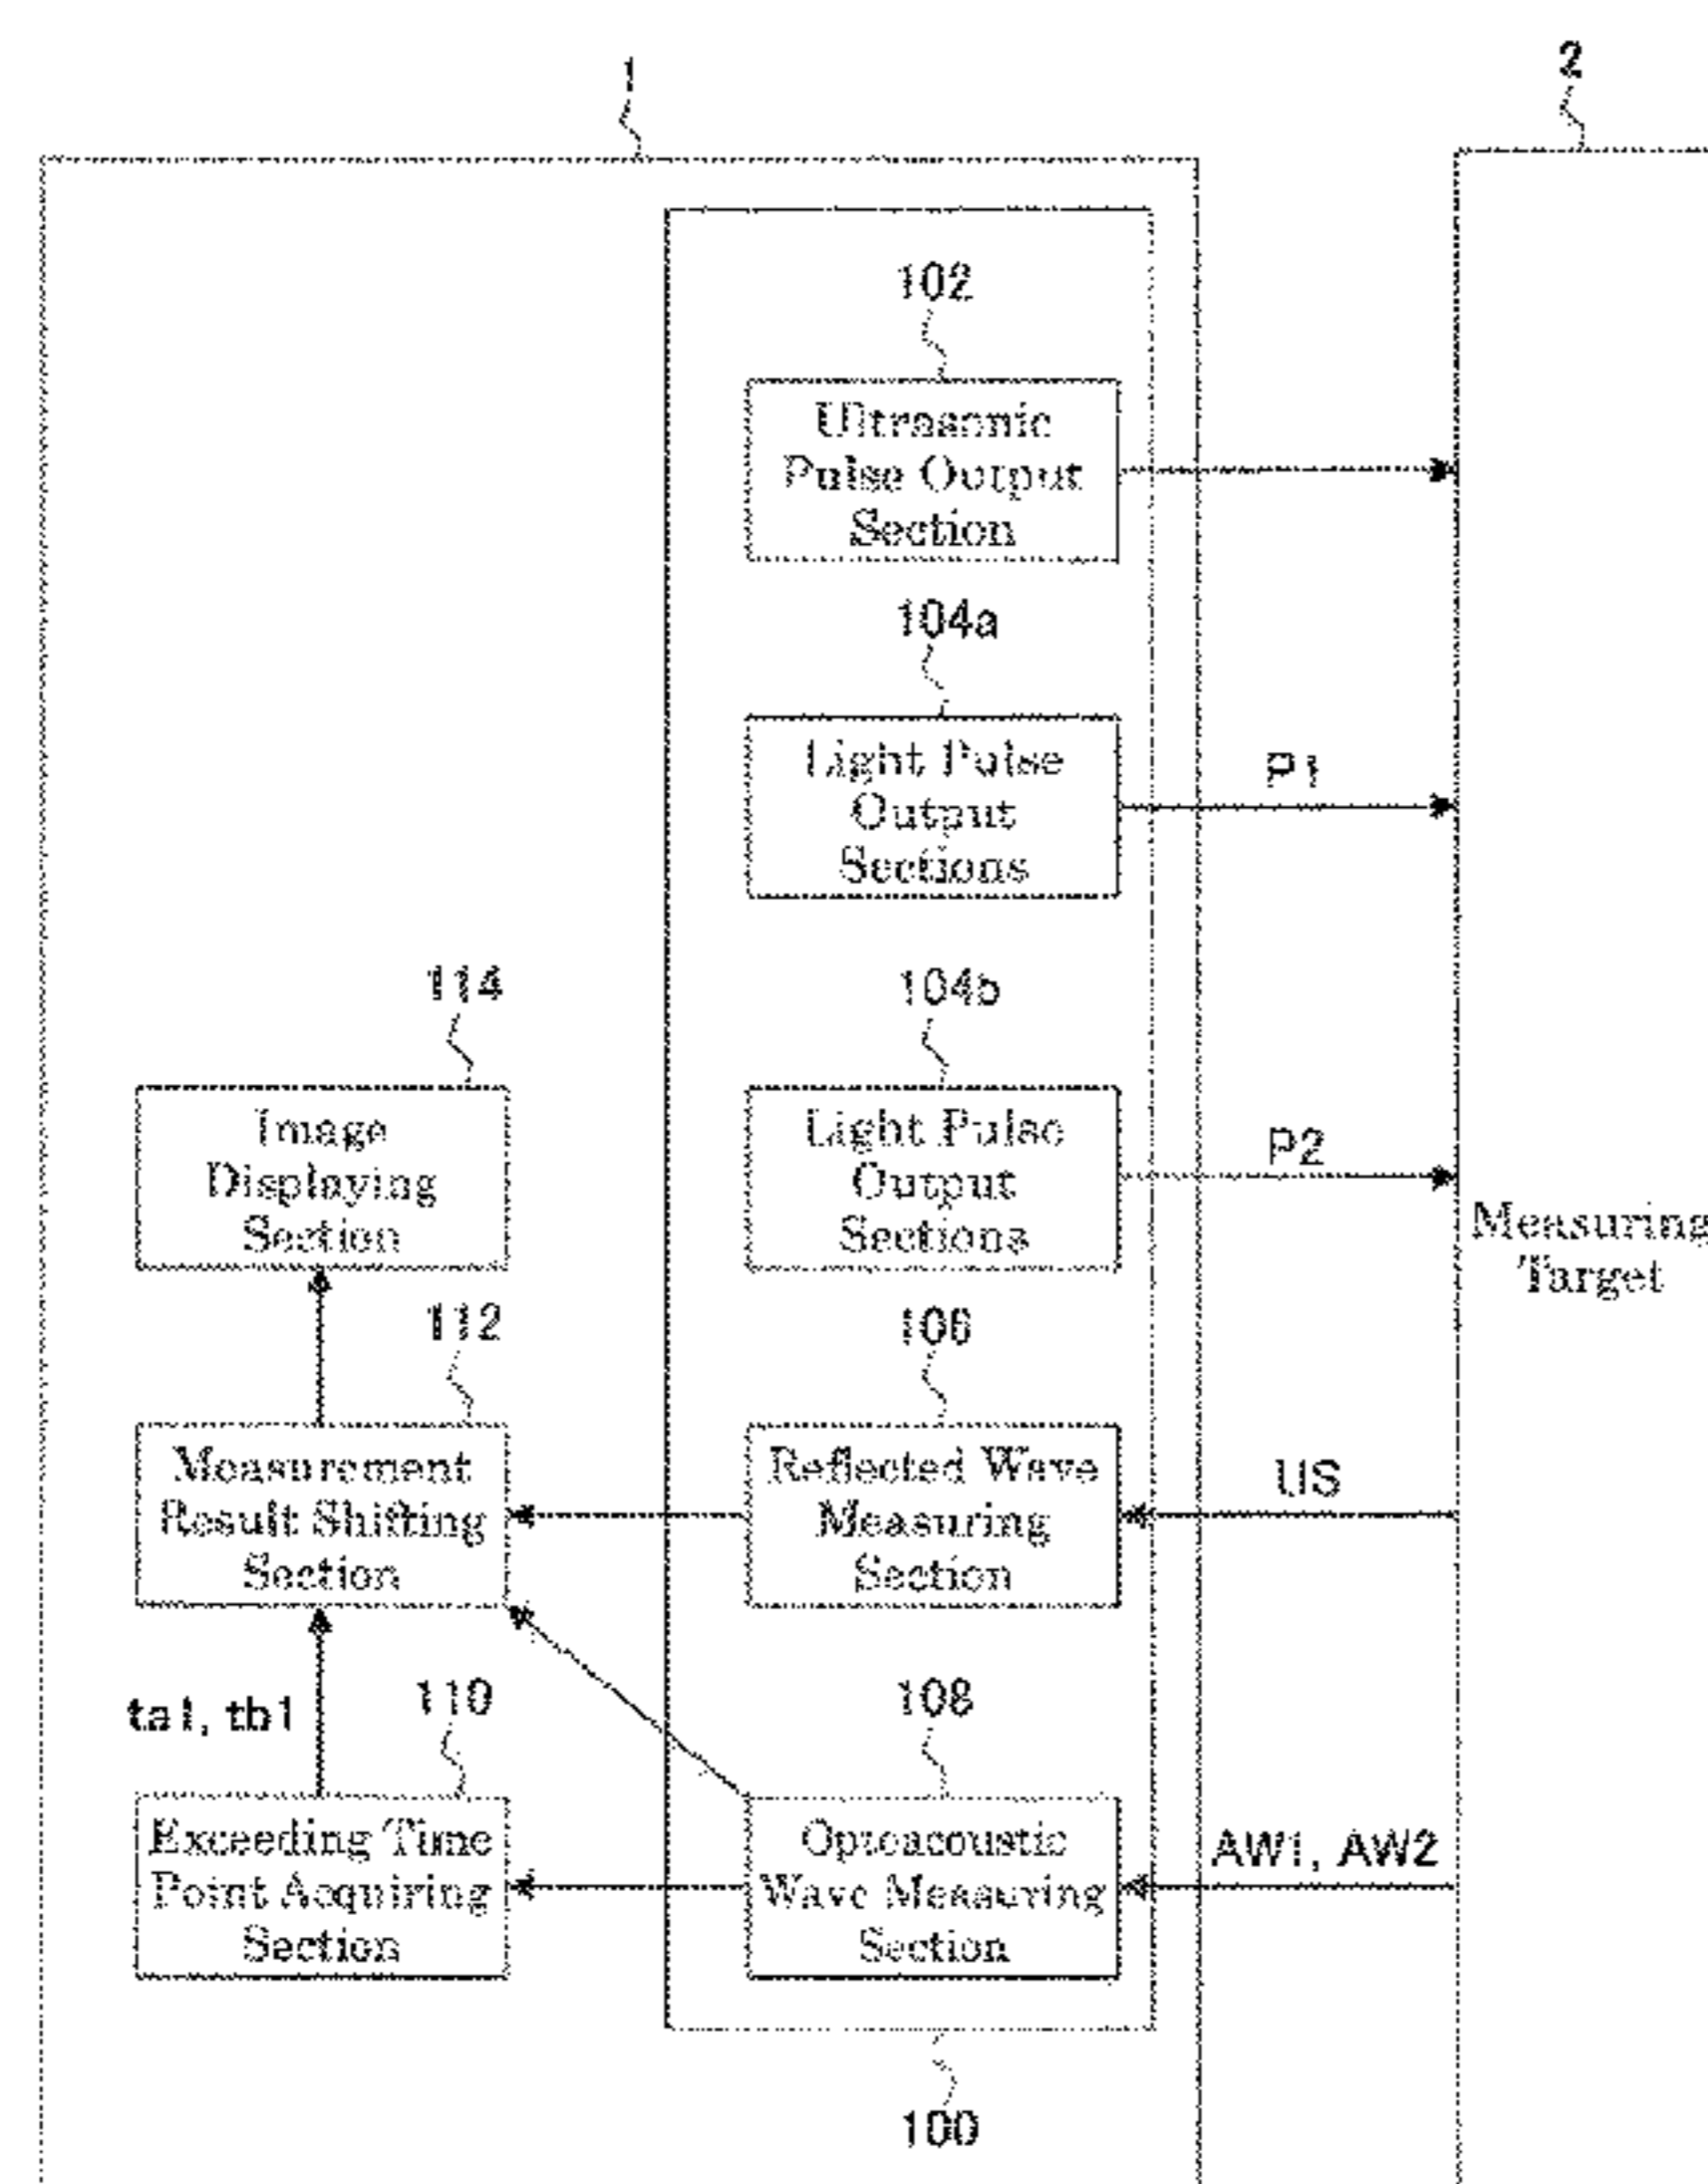 1
2
102
Ultrasonic
Pulse Output
Section
104a
Light Pulse
Output
Sections
P1
114
104b
Image
Displaying
Section
Light Pulse
Output
Sections
P2
Measuring
Target
112
106
Measurement
Result Shifting
Section
Reflected Wave
Measuring
Section
US
ta1, tb1
110
108
Exceeding Time
Point Acquiring
Section
Optoacoustic
Wave Measuring
Section
AW1, AW2
100